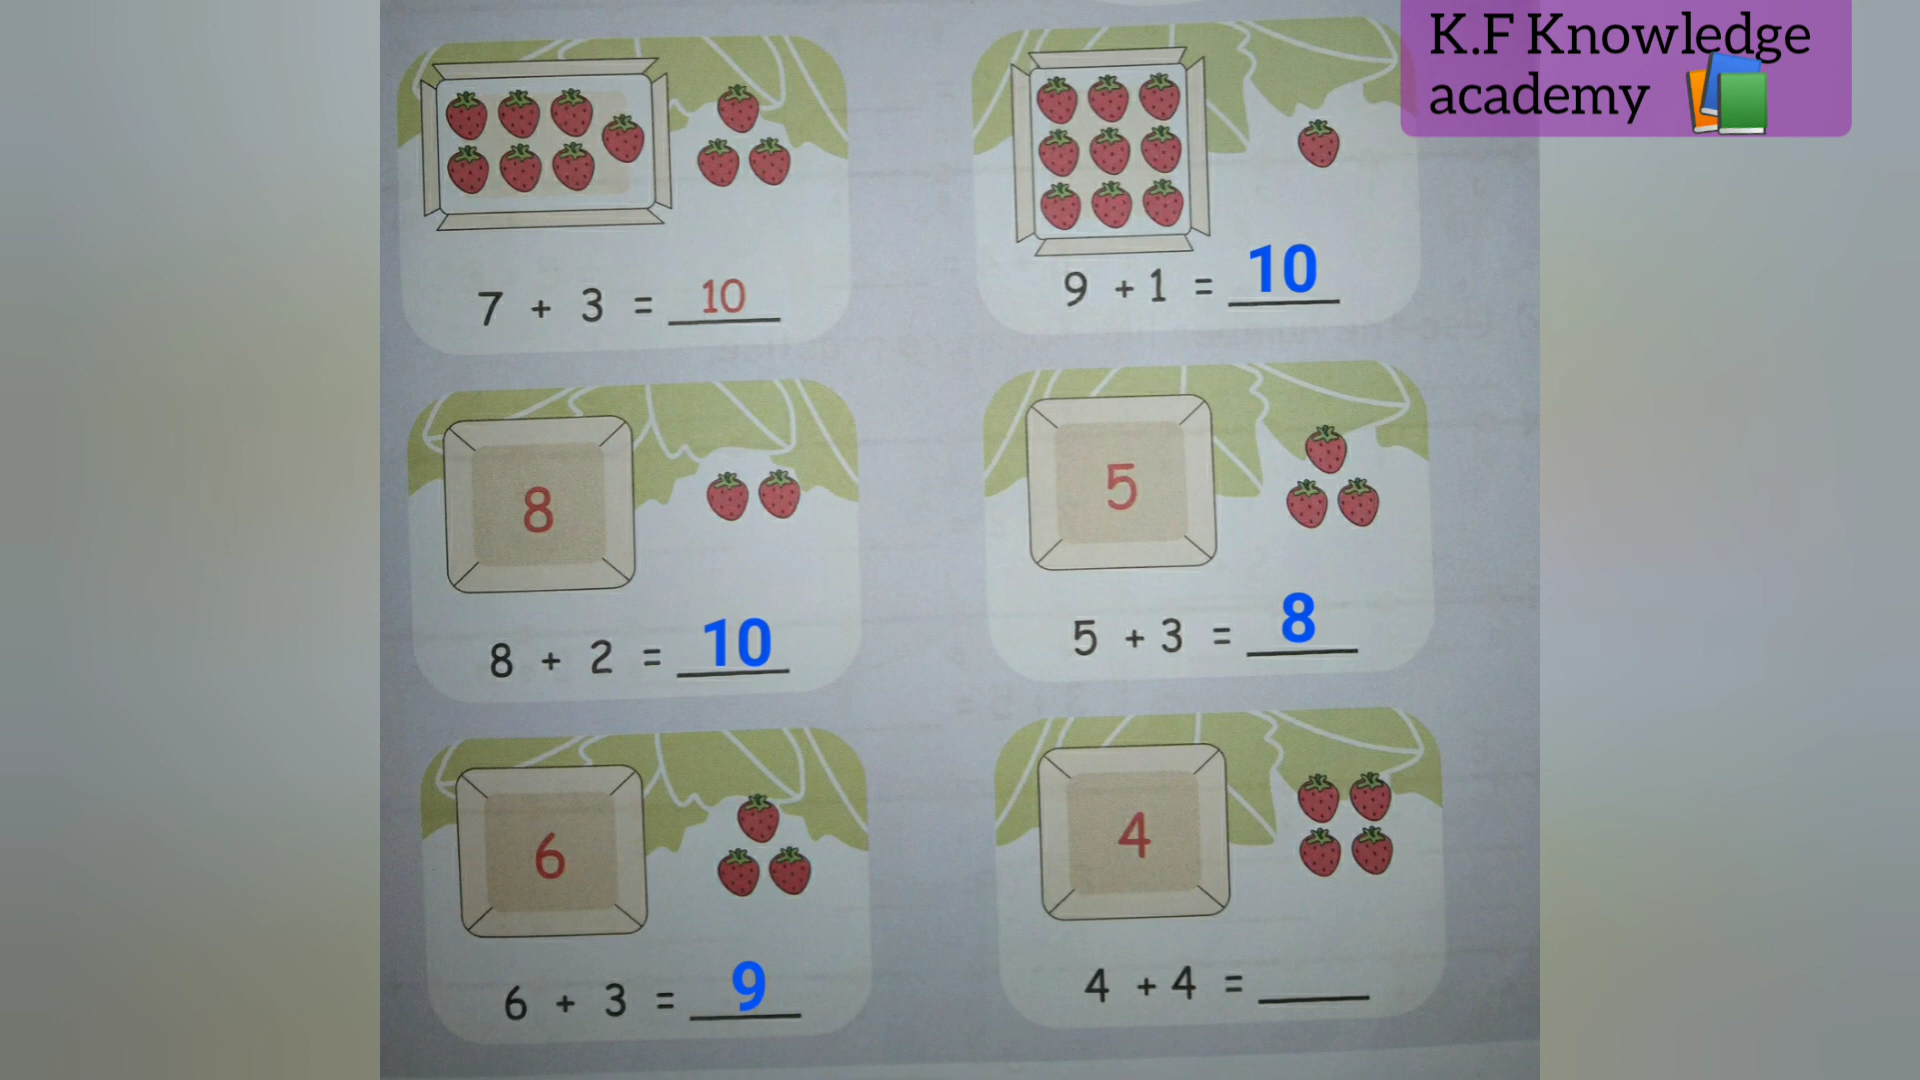 K.F Knowledge
academy
7 + 3 = 10
9 + 1 = 10
8
8 + 2 = 10
5
5 + 3 = 8
6
6 + 3 = 9
4
4 + 4 = ____